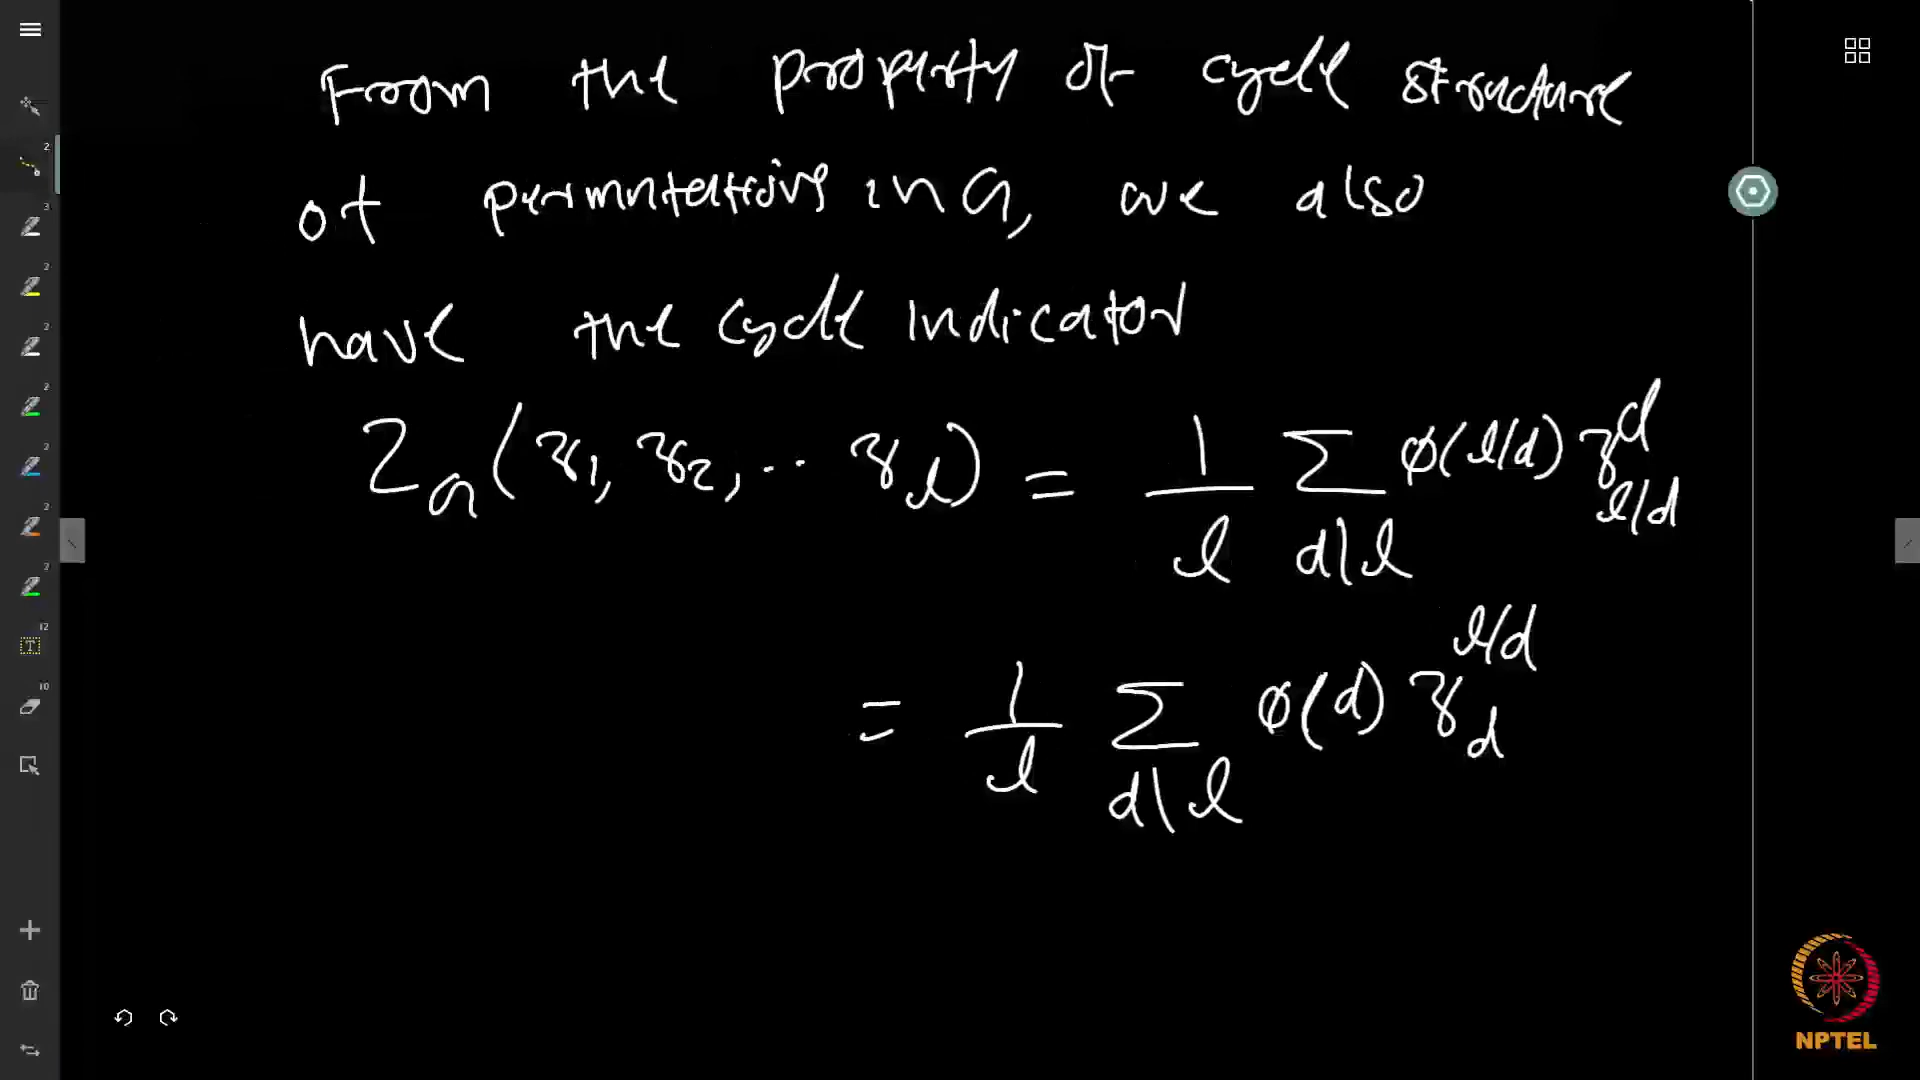 From the property of cycle structure
of permutations in G, we also
have the cycle indicator
Z_G(z_1, z_2, ... z_l) = 1/l Σ_{d|l} φ(l/d) z_{l/d}^d
= 1/l Σ_{d|l} φ(d) z_d^{l/d}
NPTEL